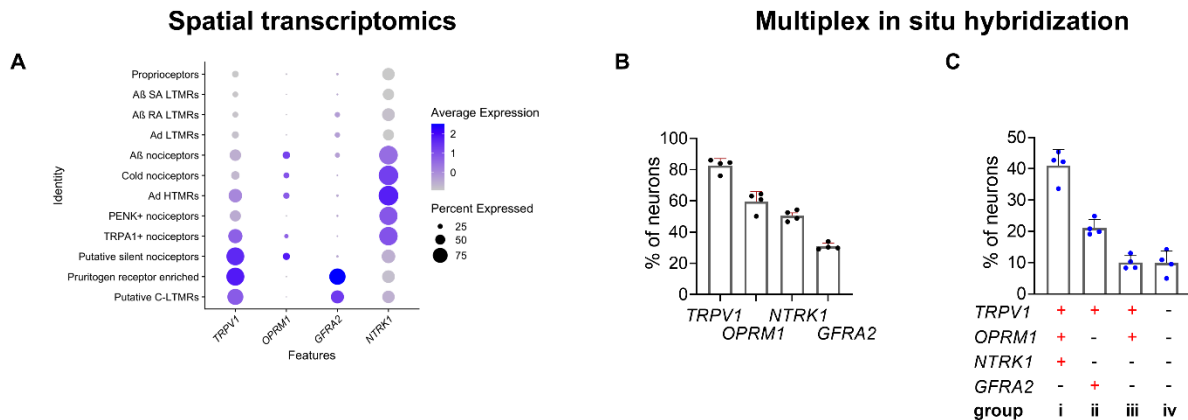 Spatial transcriptomics
Multiplex in situ hybridization
A
Proprioceptors
Aß SA LTMRs
Aß RA LTMRs
Ad LTMRs
Aß nociceptors
Cold nociceptors
Ad HTMRs
PENK+ nociceptors
TRPA1+ nociceptors
Putative silent nociceptors
Pruritogen receptor enriched
Putative C-LTMRs
Identity
TRPV1
OPRM1
GFRA2
NTRK1
Features
Average Expression
2
1
0
Percent Expressed
25
50
75
B
% of neurons
100
80
60
40
20
0
TRPV1
OPRM1
NTRK1
GFRA2
C
% of neurons
50
40
30
20
10
0
TRPV1 + + + -
OPRM1 + - + -
NTRK1 + - - -
GFRA2 - + - -
group i ii iii iv